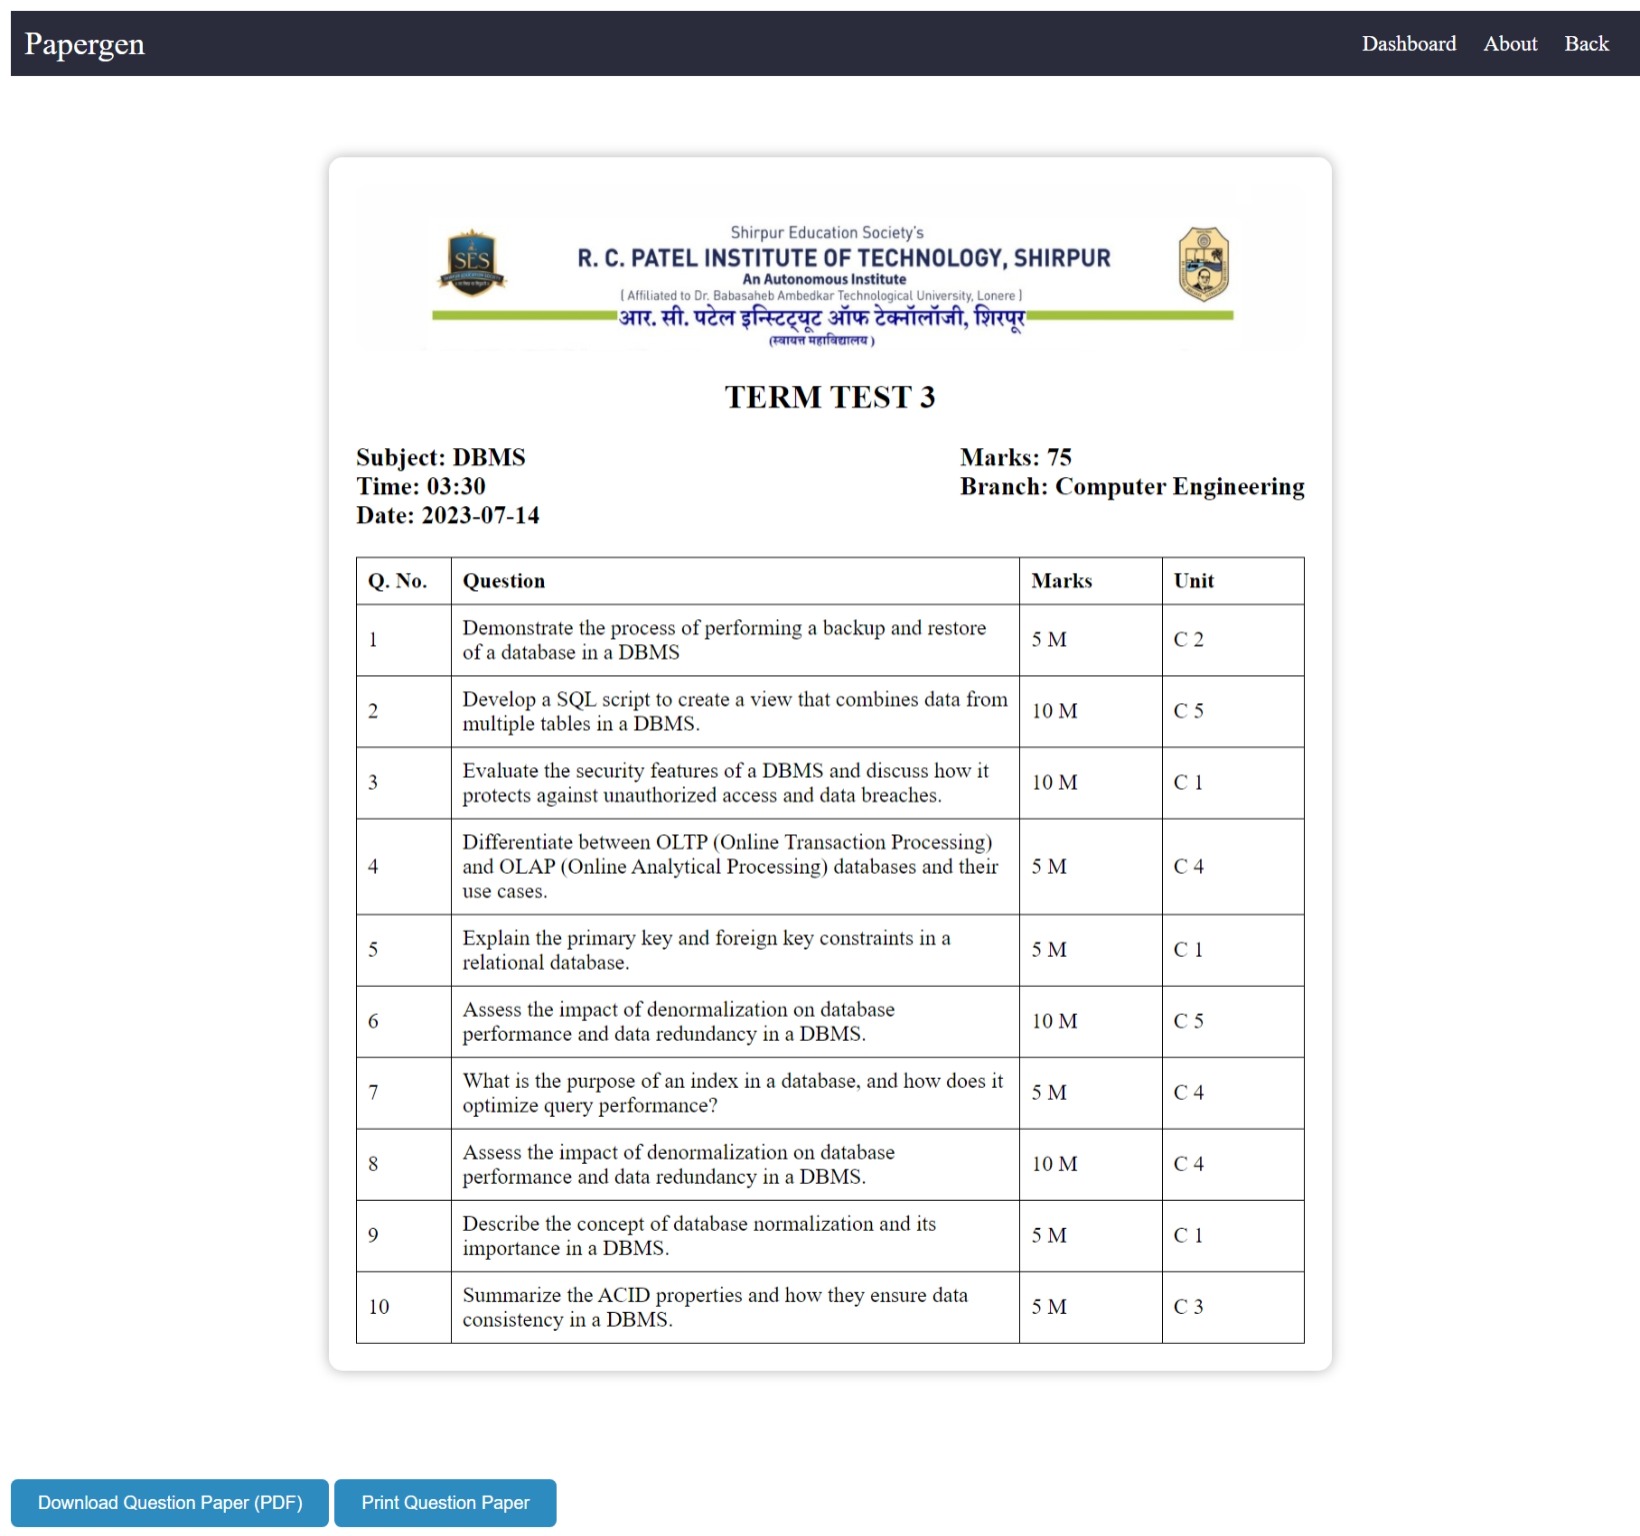 Papergen
Dashboard About Back
SES
Shirpur Education Society's
R. C. PATEL INSTITUTE OF TECHNOLOGY, SHIRPUR
An Autonomous Institute
( Affiliated to Dr. Babasaheb Ambedkar Technological University, Lonere )
आर. सी. पटेल इन्स्टिट्यूट ऑफ टेक्नॉलॉजी, शिरपूर
(स्वायत्त महाविद्यालय )
TERM TEST 3
Subject: DBMS
Time: 03:30
Date: 2023-07-14
Marks: 75
Branch: Computer Engineering
Q. No. Question Marks Unit
1 Demonstrate the process of performing a backup and restore 5 M C 2
of a database in a DBMS
2 Develop a SQL script to create a view that combines data from 10 M C 5
multiple tables in a DBMS.
3 Evaluate the security features of a DBMS and discuss how it 10 M C 1
protects against unauthorized access and data breaches.
4 Differentiate between OLTP (Online Transaction Processing) 5 M C 4
and OLAP (Online Analytical Processing) databases and their
use cases.
5 Explain the primary key and foreign key constraints in a 5 M C 1
relational database.
6 Assess the impact of denormalization on database 10 M C 5
performance and data redundancy in a DBMS.
7 What is the purpose of an index in a database, and how does it 5 M C 4
optimize query performance?
8 Assess the impact of denormalization on database 10 M C 4
performance and data redundancy in a DBMS.
9 Describe the concept of database normalization and its 5 M C 1
importance in a DBMS.
10 Summarize the ACID properties and how they ensure data 5 M C 3
consistency in a DBMS.
Download Question Paper (PDF) Print Question Paper